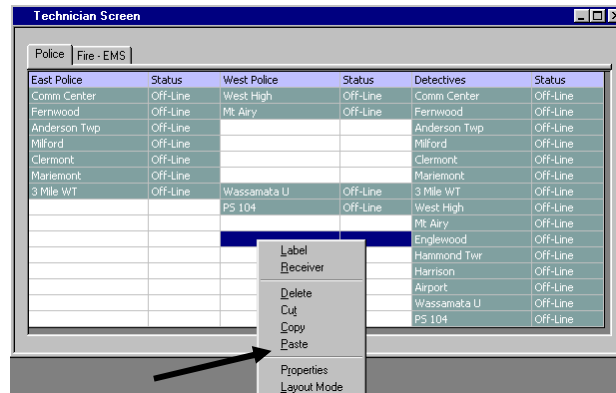 Technician Screen
Police Fire - EMS
East Police Status West Police Status Detectives Status
Comm Center Off-Line West High Off-Line Comm Center Off-Line
Fernwood Off-Line Mt Airy Off-Line Fernwood Off-Line
Anderson Twp Off-Line Anderson Twp Off-Line
Milford Off-Line Milford Off-Line
Clermont Off-Line Clermont Off-Line
Mariemont Off-Line Mariemont Off-Line
3 Mile WT Off-Line Wassamata U Off-Line 3 Mile WT Off-Line
PS 104 Off-Line West High Off-Line
Mt Airy Off-Line
Englewood Off-Line
Hammond Twr Off-Line
Harrison Off-Line
Airport Off-Line
Wassamata U Off-Line
PS 104 Off-Line
Label
Receiver
Delete
Cut
Copy
Paste
Properties
Layout Mode